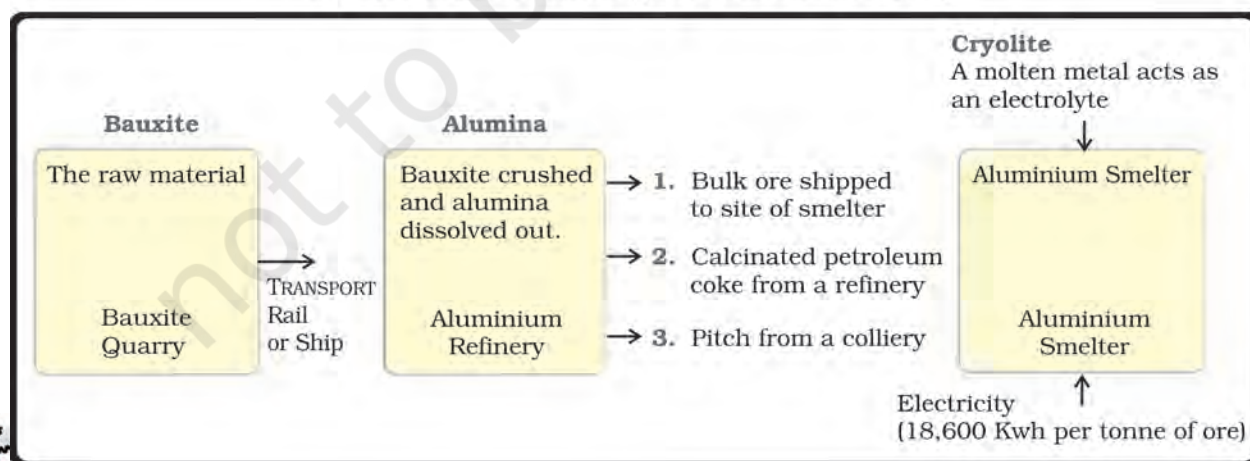 Cryolite
A molten metal acts as
an electrolyte
Bauxite
The raw material
Bauxite
Quarry
TRANSPORT
Rail
or Ship
Alumina
Bauxite crushed
and alumina
dissolved out.
Aluminium
Refinery
1. Bulk ore shipped
to site of smelter
2. Calcinated petroleum
coke from a refinery
3. Pitch from a colliery
Aluminium Smelter
Aluminium
Smelter
Electricity
(18,600 Kwh per tonne of ore)
not to b